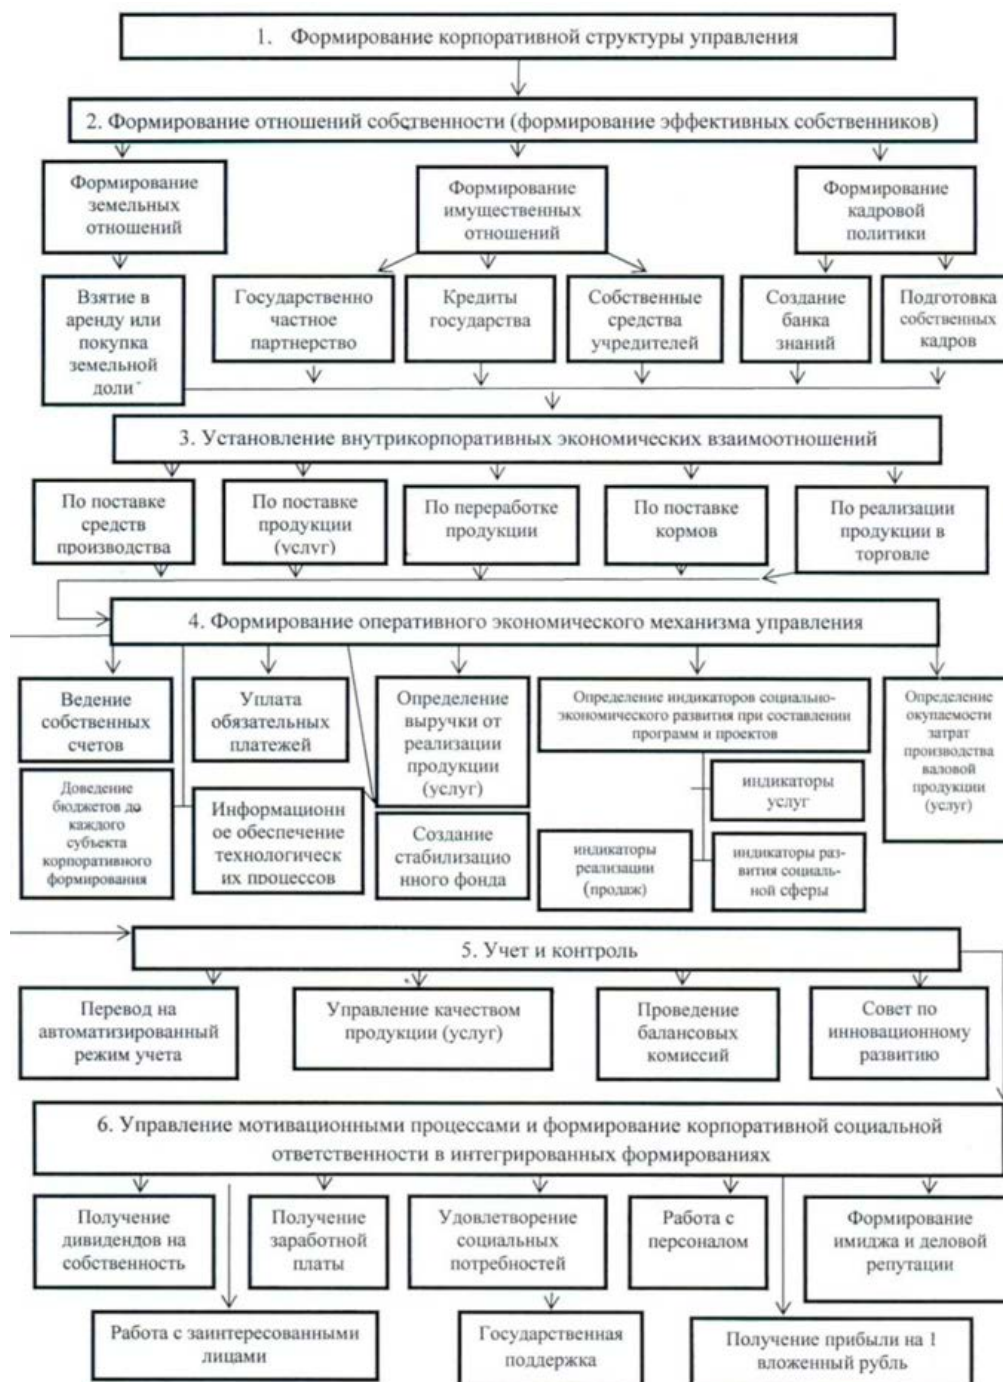 1. Формирование корпоративной структуры управления
2. Формирование отношений собственности (формирование эффективных собственников)
Формирование
земельных
отношений
Формирование
имущественных
отношений
Формирование
кадровой
политики
Взятие в
аренду или
покупка
земельной
доли
Государственно
частное
партнерство
Кредиты
государства
Собственные
средства
учредителей
Создание
банка
знаний
Подготовка
собственных
кадров
3. Установление внутрикорпоративных экономических взаимоотношений
По поставке
средств
производства
По поставке
продукции
(услуг)
По переработке
продукции
По поставке
кормов
По реализации
продукции в
торговле
4. Формирование оперативного экономического механизма управления
Ведение
собственных
счетов
Уплата
обязательных
платежей
Определение
выручки от
реализации
продукции
(услуг)
Определение индикаторов социально-
экономического развития при составлении
программ и проектов
Определение
окупаемости
затрат
производства
валовой
продукции
(услуг)
Доведение
бюджетов до
каждого
субъекта
корпоративного
формирования
Информационн
ое обеспечение
технологическ
их процессов
Создание
стабилизацио
нного фонда
индикаторы
услуг
индикаторы
реализации
(продаж)
индикаторы раз-
вития социаль-
ной сферы
5. Учет и контроль
Перевод на
автоматизированный
режим учета
Управление качеством
продукции (услуг)
Проведение
балансовых
комиссий
Совет по
инновационному
развитию
6. Управление мотивационными процессами и формирование корпоративной социальной
ответственности в интегрированных формированиях
Получение
дивидендов на
собственность
Получение
заработной
платы
Удовлетворение
социальных
потребностей
Работа с
персоналом
Формирование
имиджа и деловой
репутации
Работа с заинтересованными
лицами
Государственная
поддержка
Получение прибыли на 1
вложенный рубль